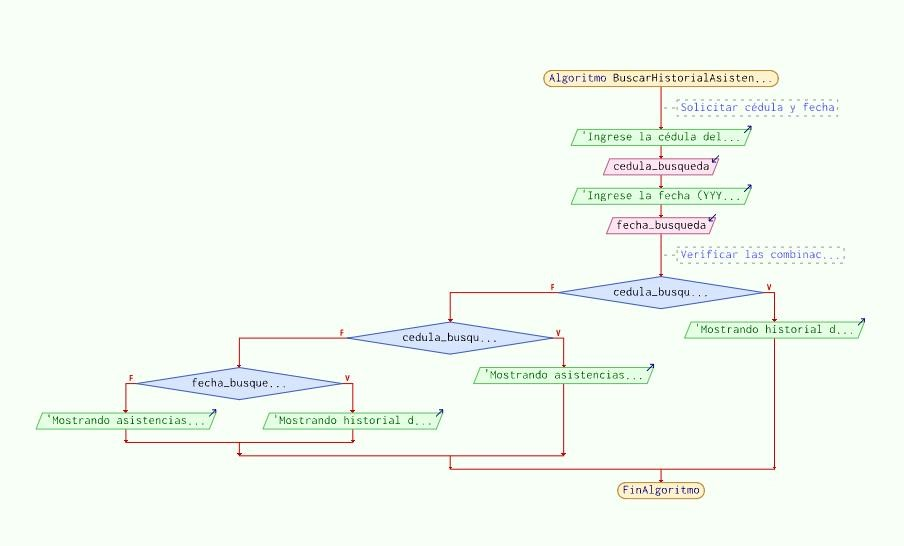 Algoritmo BuscarHistorialAsisten...
Solicitar cédula y fecha
'Ingrese la cédula del...
cedula_busqueda
'Ingrese la fecha (YYY...
fecha_busqueda
Verificar las combinac...
F
cedula_busqu...
V
'Mostrando historial d...
F
cedula_busqu...
V
'Mostrando asistencias...
F
fecha_busque...
V
'Mostrando asistencias...
'Mostrando historial d...
FinAlgoritmo